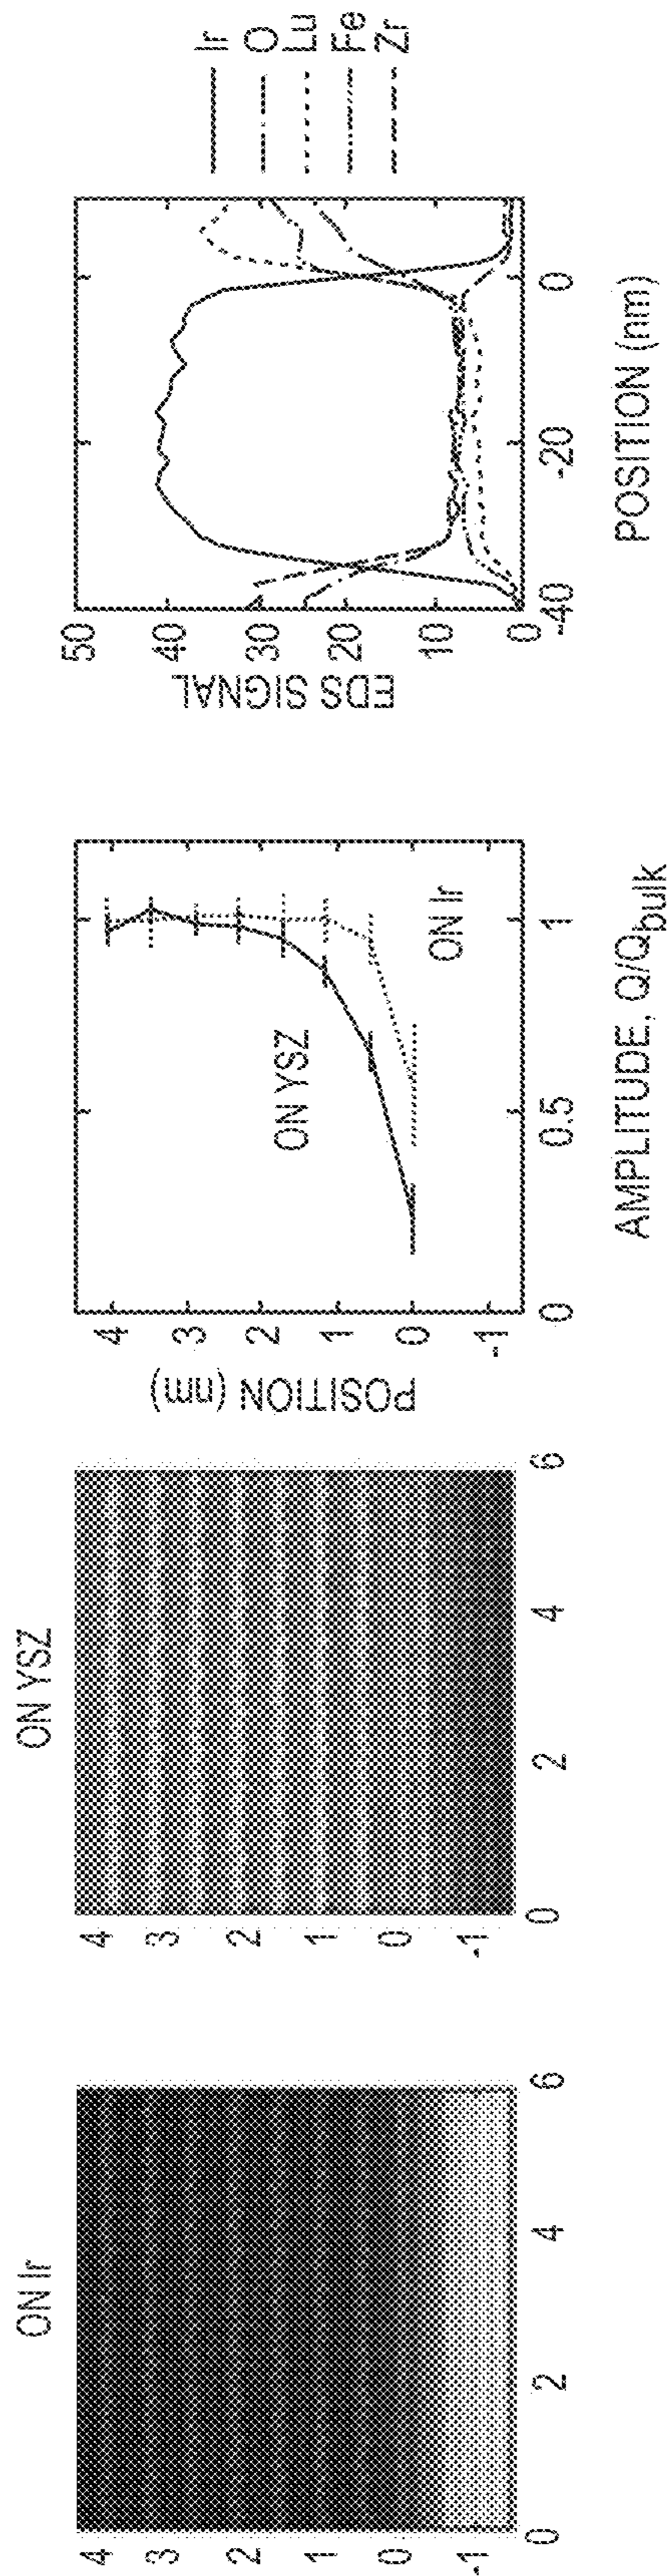 ON Ir
4
3
2
1
0
-1
0
2
4
6
ON YSZ
4
3
2
1
0
-1
0
2
4
6
POSITION (nm)
4
3
2
1
0
-1
ON YSZ
ON Ir
0
0.5
1
AMPLITUDE, Q/Qbulk
EDS SIGNAL
50
40
30
20
10
0
-40
-20
0
POSITION (nm)
Ir
O
Lu
Fe
Zr